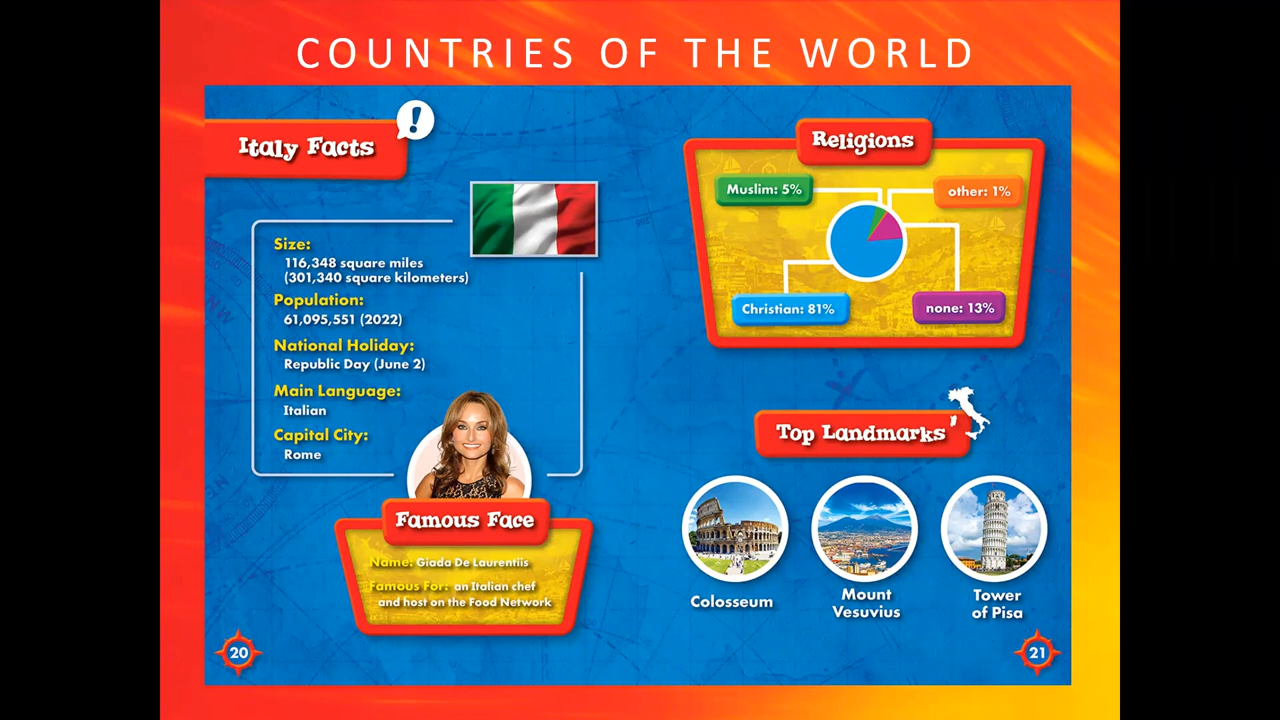 COUNTRIES OF THE WORLD
Italy Facts
!
Size:
116,348 square miles
(301,340 square kilometers)
Population:
61,095,551 (2022)
National Holiday:
Republic Day (June 2)
Main Language:
Italian
Capital City:
Rome
Famous Face
Name: Giada De Laurentiis
Famous For: an Italian chef
and host on the Food Network
20
Religions
Muslim: 5%
other: 1%
Christian: 81%
none: 13%
Top Landmarks
Colosseum
Mount
Vesuvius
Tower
of Pisa
21